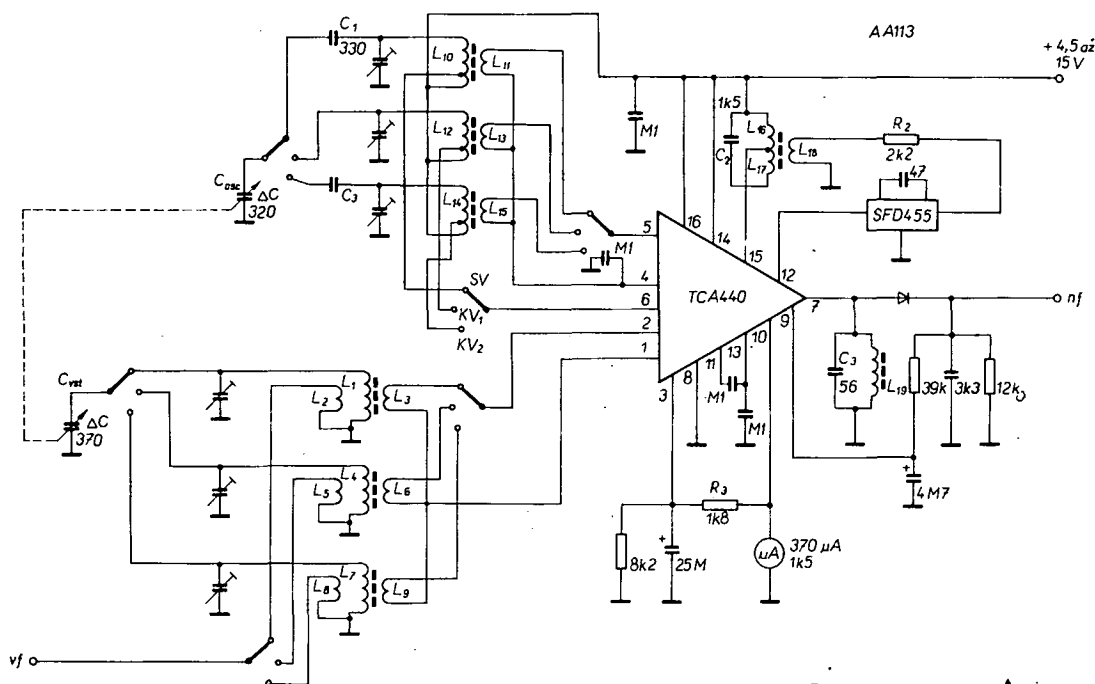 C1
330
AA113
+4,5 až
15V
L10
L11
1k5
L16
M1
C2
L17
L18
R2
2k2
L12
L13
47
SFD455
Cosc
ΔC
320
C3
L14
L15
M1
16
14
15
12
5
4
6
2
1
TCA440
7
nf
9
10
13
11
8
3
SV
KV1
KV2
Cvst
ΔC
370
L1
L2
L3
M1
M1
C3
56
L19
39k
3k3
12k
4M7
L4
L5
L6
R3
1k8
8k2
25M
µA
370 µA
1k5
L7
L8
L9
vf